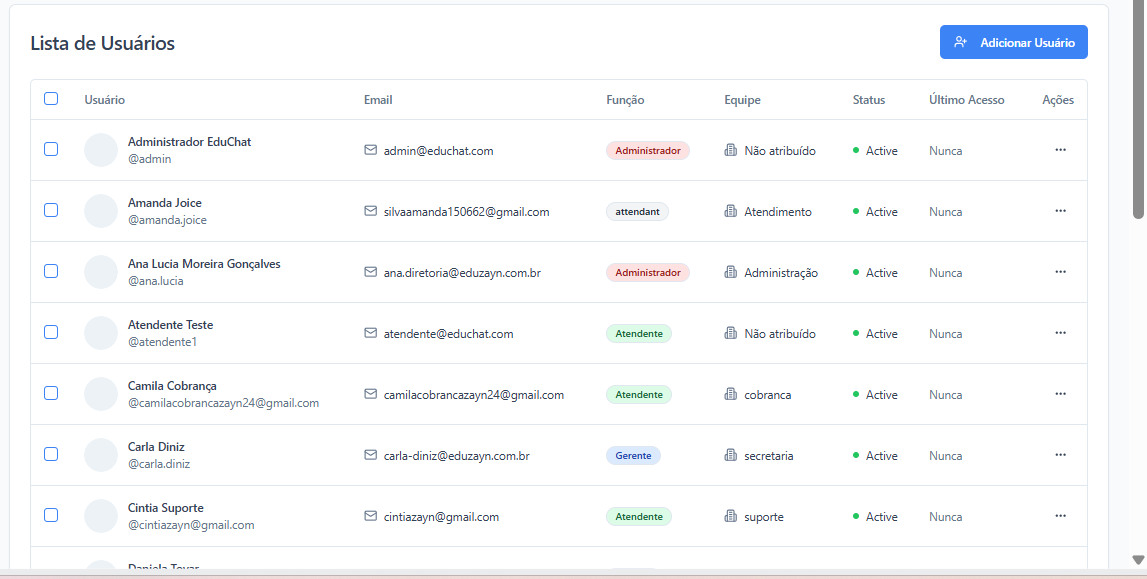 Lista de Usuários
Adicionar Usuário
Usuário Email Função Equipe Status Último Acesso Ações
Administrador EduChat
@admin
admin@educhat.com Administrador Não atribuído Active Nunca ...
Amanda Joice
@amanda.joice
silvaamanda150662@gmail.com attendant Atendimento Active Nunca ...
Ana Lucia Moreira Gonçalves
@ana.lucia
ana.diretoria@eduzayn.com.br Administrador Administração Active Nunca ...
Atendente Teste
@atendente1
atendente@educhat.com Atendente Não atribuído Active Nunca ...
Camila Cobrança
@camilacobrancazayn24@gmail.com
camilacobrancazayn24@gmail.com Atendente cobranca Active Nunca ...
Carla Diniz
@carla.diniz
carla-diniz@eduzayn.com.br Gerente secretaria Active Nunca ...
Cintia Suporte
@cintiazayn@gmail.com
cintiazayn@gmail.com Atendente suporte Active Nunca ...
Daniela Tovar